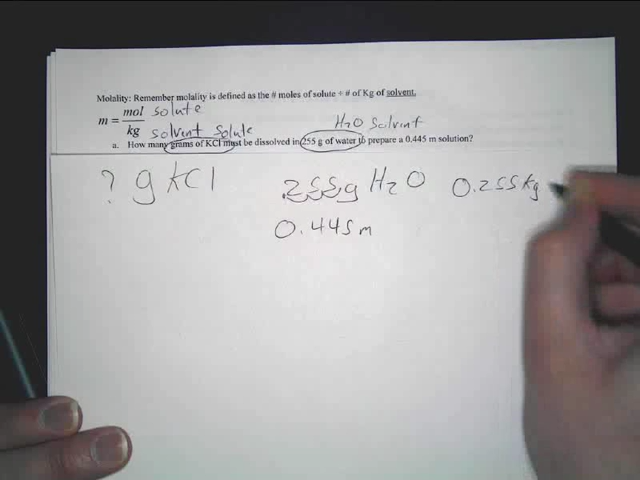 Molality: Remember molality is defined as the # moles of solute ÷ # of Kg of solvent.
m = mol/kg solute
solvent solute H2O solvent
a. How many grams of KCl must be dissolved in 255 g of water to prepare a 0.445 m solution?
? g KCl 255g H2O 0.255 Kg
0.445 m